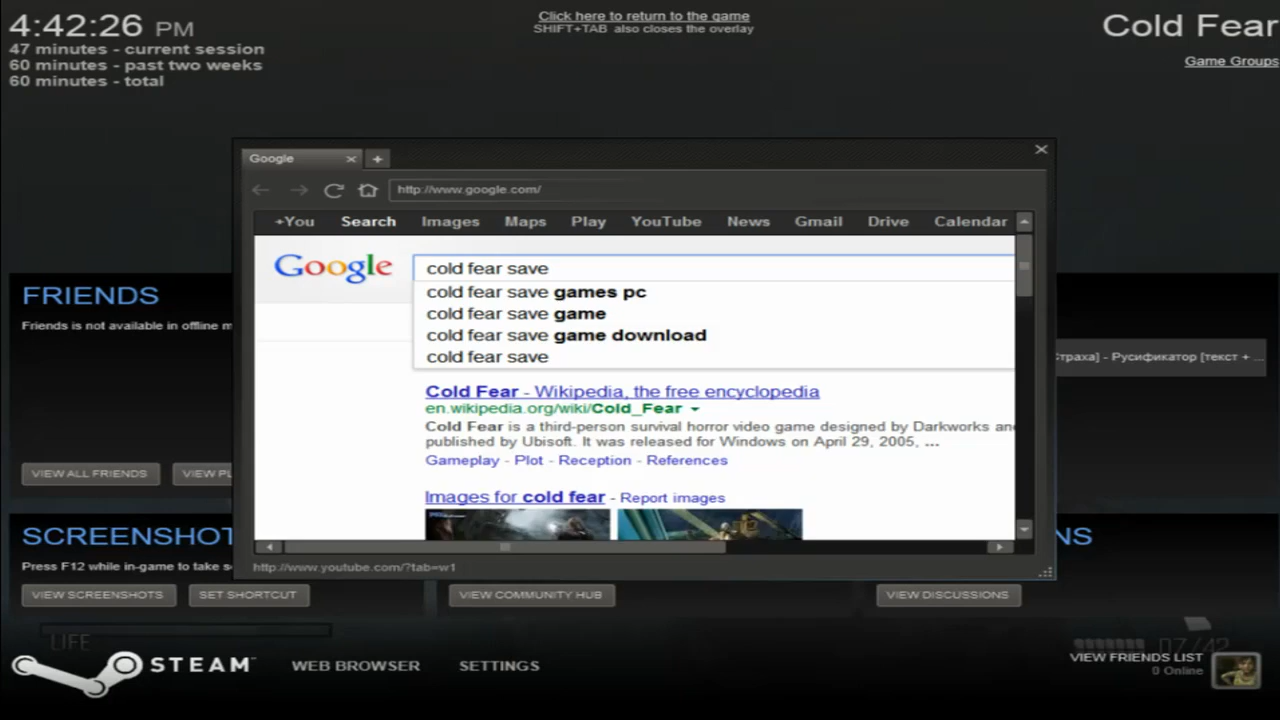 4:42:26 PM
47 minutes - current session
60 minutes - past two weeks
60 minutes - total
Click here to return to the game
SHIFT+TAB also closes the overlay
Cold Fear
Game Groups
Google
http://www.google.com/
+You Search Images Maps Play YouTube News Gmail Drive Calendar
Google
cold fear save
cold fear save games pc
cold fear save game
cold fear save game download
cold fear save
Cold Fear - Wikipedia, the free encyclopedia
en.wikipedia.org/wiki/Cold_Fear
Cold Fear is a third-person survival horror video game designed by Darkworks an
published by Ubisoft. It was released for Windows on April 29, 2005, ...
Gameplay - Plot - Reception - References
Images for cold fear - Report images
http://www.youtube.com/?tab=w1
FRIENDS
Friends is not available in offline m
VIEW ALL FRIENDS
VIEW PL
страха] - Русификатор [текст + ...
SCREENSHOT
Press F12 while in-game to take s
VIEW SCREENSHOTS
SET SHORTCUT
VIEW COMMUNITY HUB
NS
VIEW DISCUSSIONS
LIFE
07/42
STEAM
WEB BROWSER
SETTINGS
VIEW FRIENDS LIST
0 Online